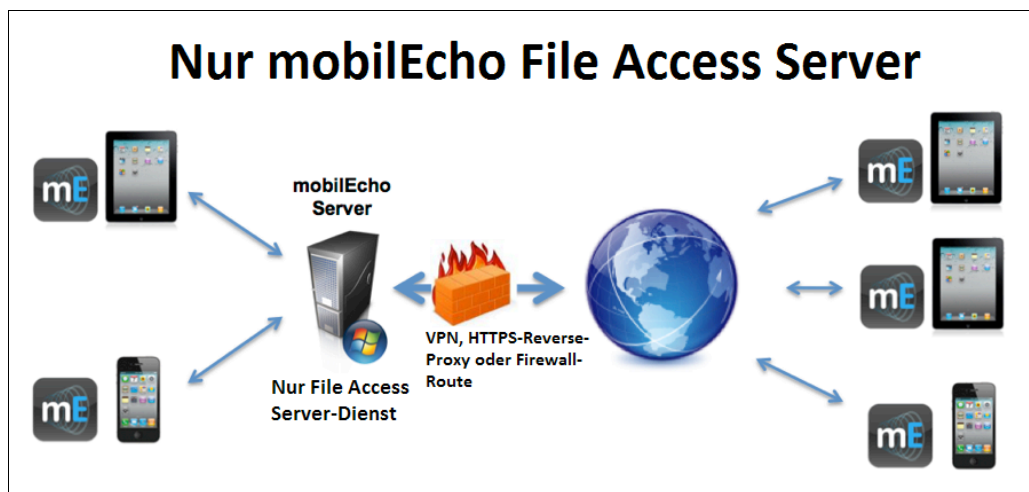 Nur mobilEcho File Access Server
mE
mobilEcho
Server
mE
mE
VPN, HTTPS-Reverse-
Proxy oder Firewall-
Route
Nur File Access
Server-Dienst
mE
mE